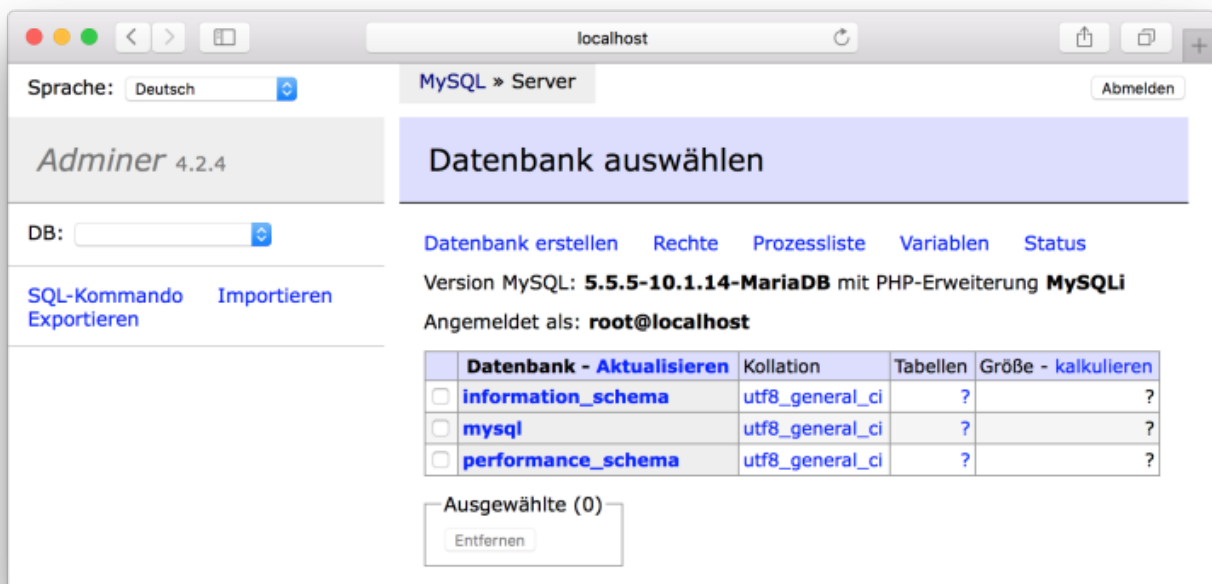 localhost
Sprache: Deutsch
MySQL » Server
Abmelden
Adminer 4.2.4
Datenbank auswählen
DB:
SQL-Kommando Importieren
Exportieren
Datenbank erstellen Rechte Prozessliste Variablen Status
Version MySQL: 5.5.5-10.1.14-MariaDB mit PHP-Erweiterung MySQLi
Angemeldet als: root@localhost
Datenbank - Aktualisieren Kollation Tabellen Größe - kalkulieren
information_schema utf8_general_ci ? ?
mysql utf8_general_ci ? ?
performance_schema utf8_general_ci ? ?
Ausgewählte (0)
Entfernen